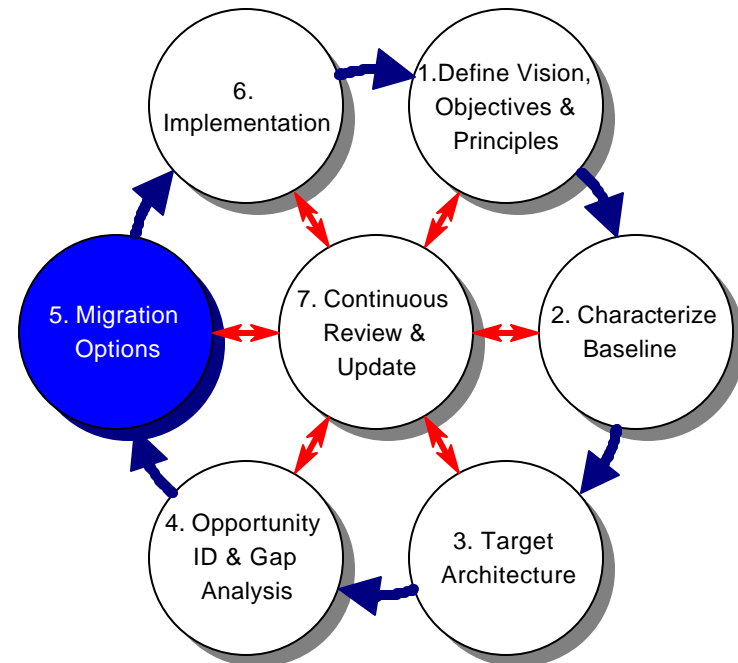 1.Define Vision,
Objectives &
Principles
2. Characterize
Baseline
3. Target
Architecture
4. Opportunity
ID & Gap
Analysis
5. Migration
Options
6.
Implementation
7. Continuous
Review &
Update